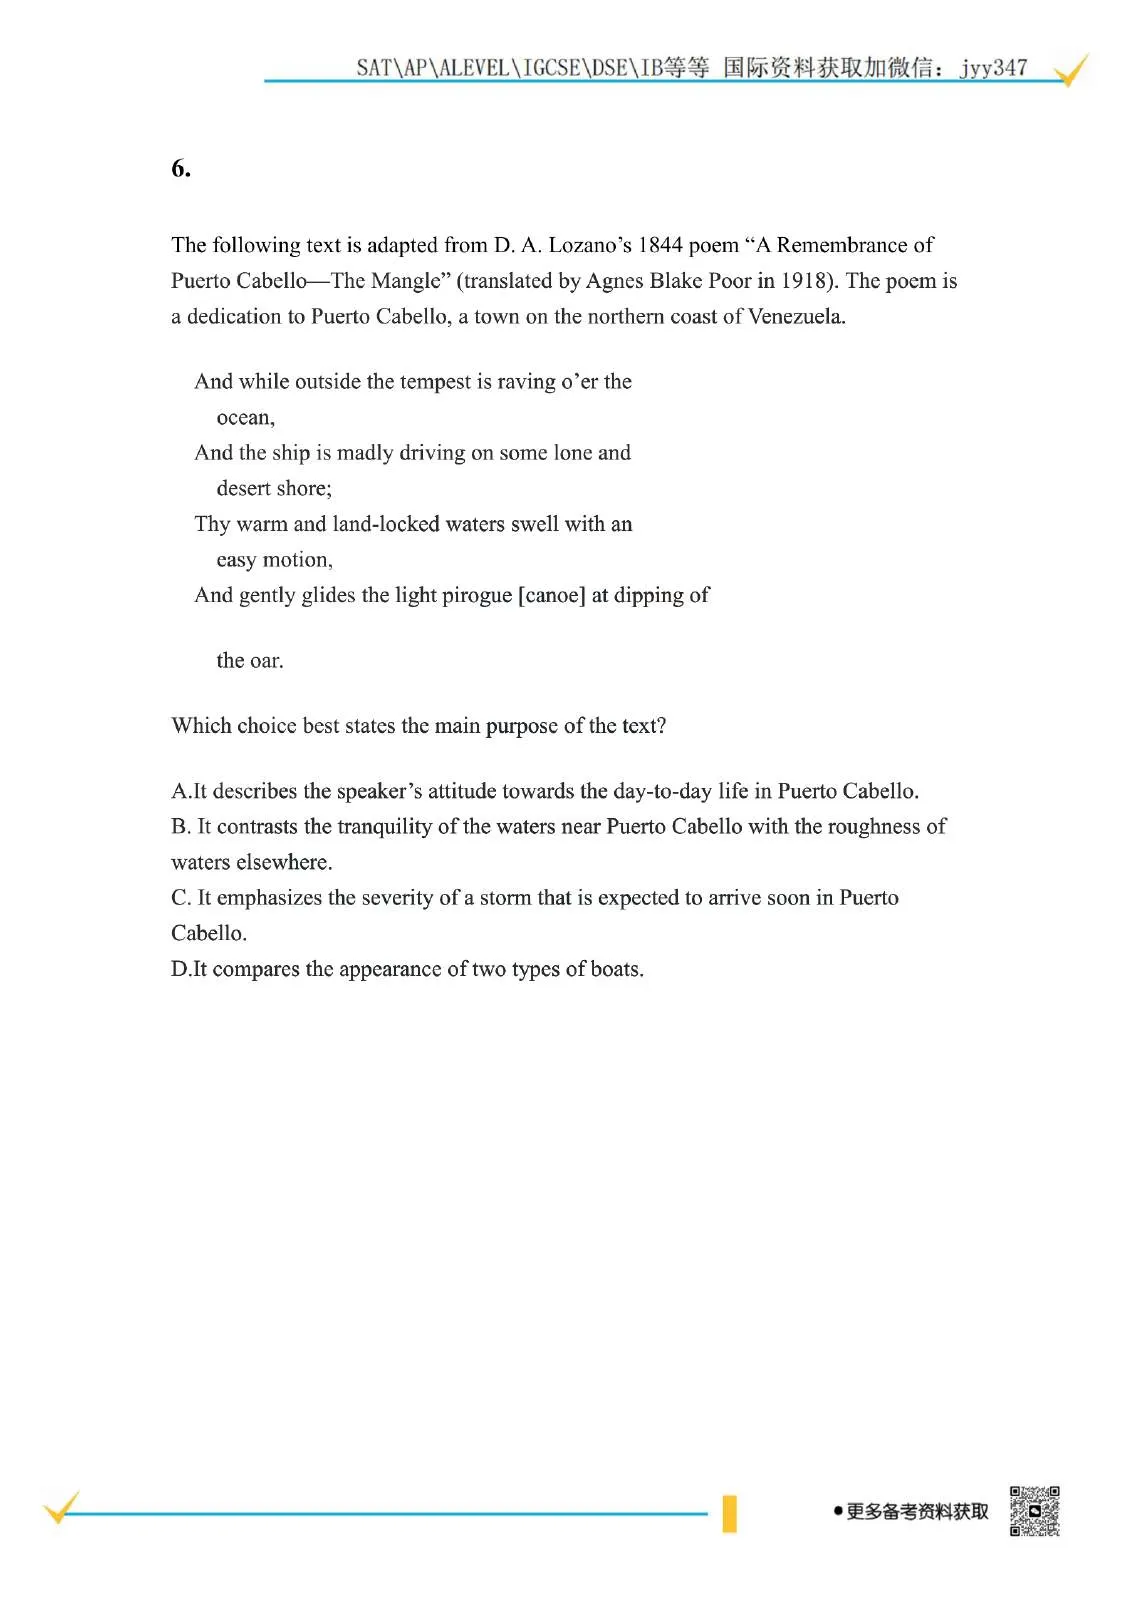 SAT\AP\ALEVEL\IGCSE\DSE\IB等等 国际资料获取加微信：jyy347
6.
The following text is adapted from D. A. Lozano’s 1844 poem “A Remembrance of
Puerto Cabello—The Mangle” (translated by Agnes Blake Poor in 1918). The poem is
a dedication to Puerto Cabello, a town on the northern coast of Venezuela.
And while outside the tempest is raving o’er the
ocean,
And the ship is madly driving on some lone and
desert shore;
Thy warm and land-locked waters swell with an
easy motion,
And gently glides the light pirogue [canoe] at dipping of
the oar.
Which choice best states the main purpose of the text?
A.It describes the speaker’s attitude towards the day-to-day life in Puerto Cabello.
B. It contrasts the tranquility of the waters near Puerto Cabello with the roughness of
waters elsewhere.
C. It emphasizes the severity of a storm that is expected to arrive soon in Puerto
Cabello.
D.It compares the appearance of two types of boats.
●更多备考资料获取